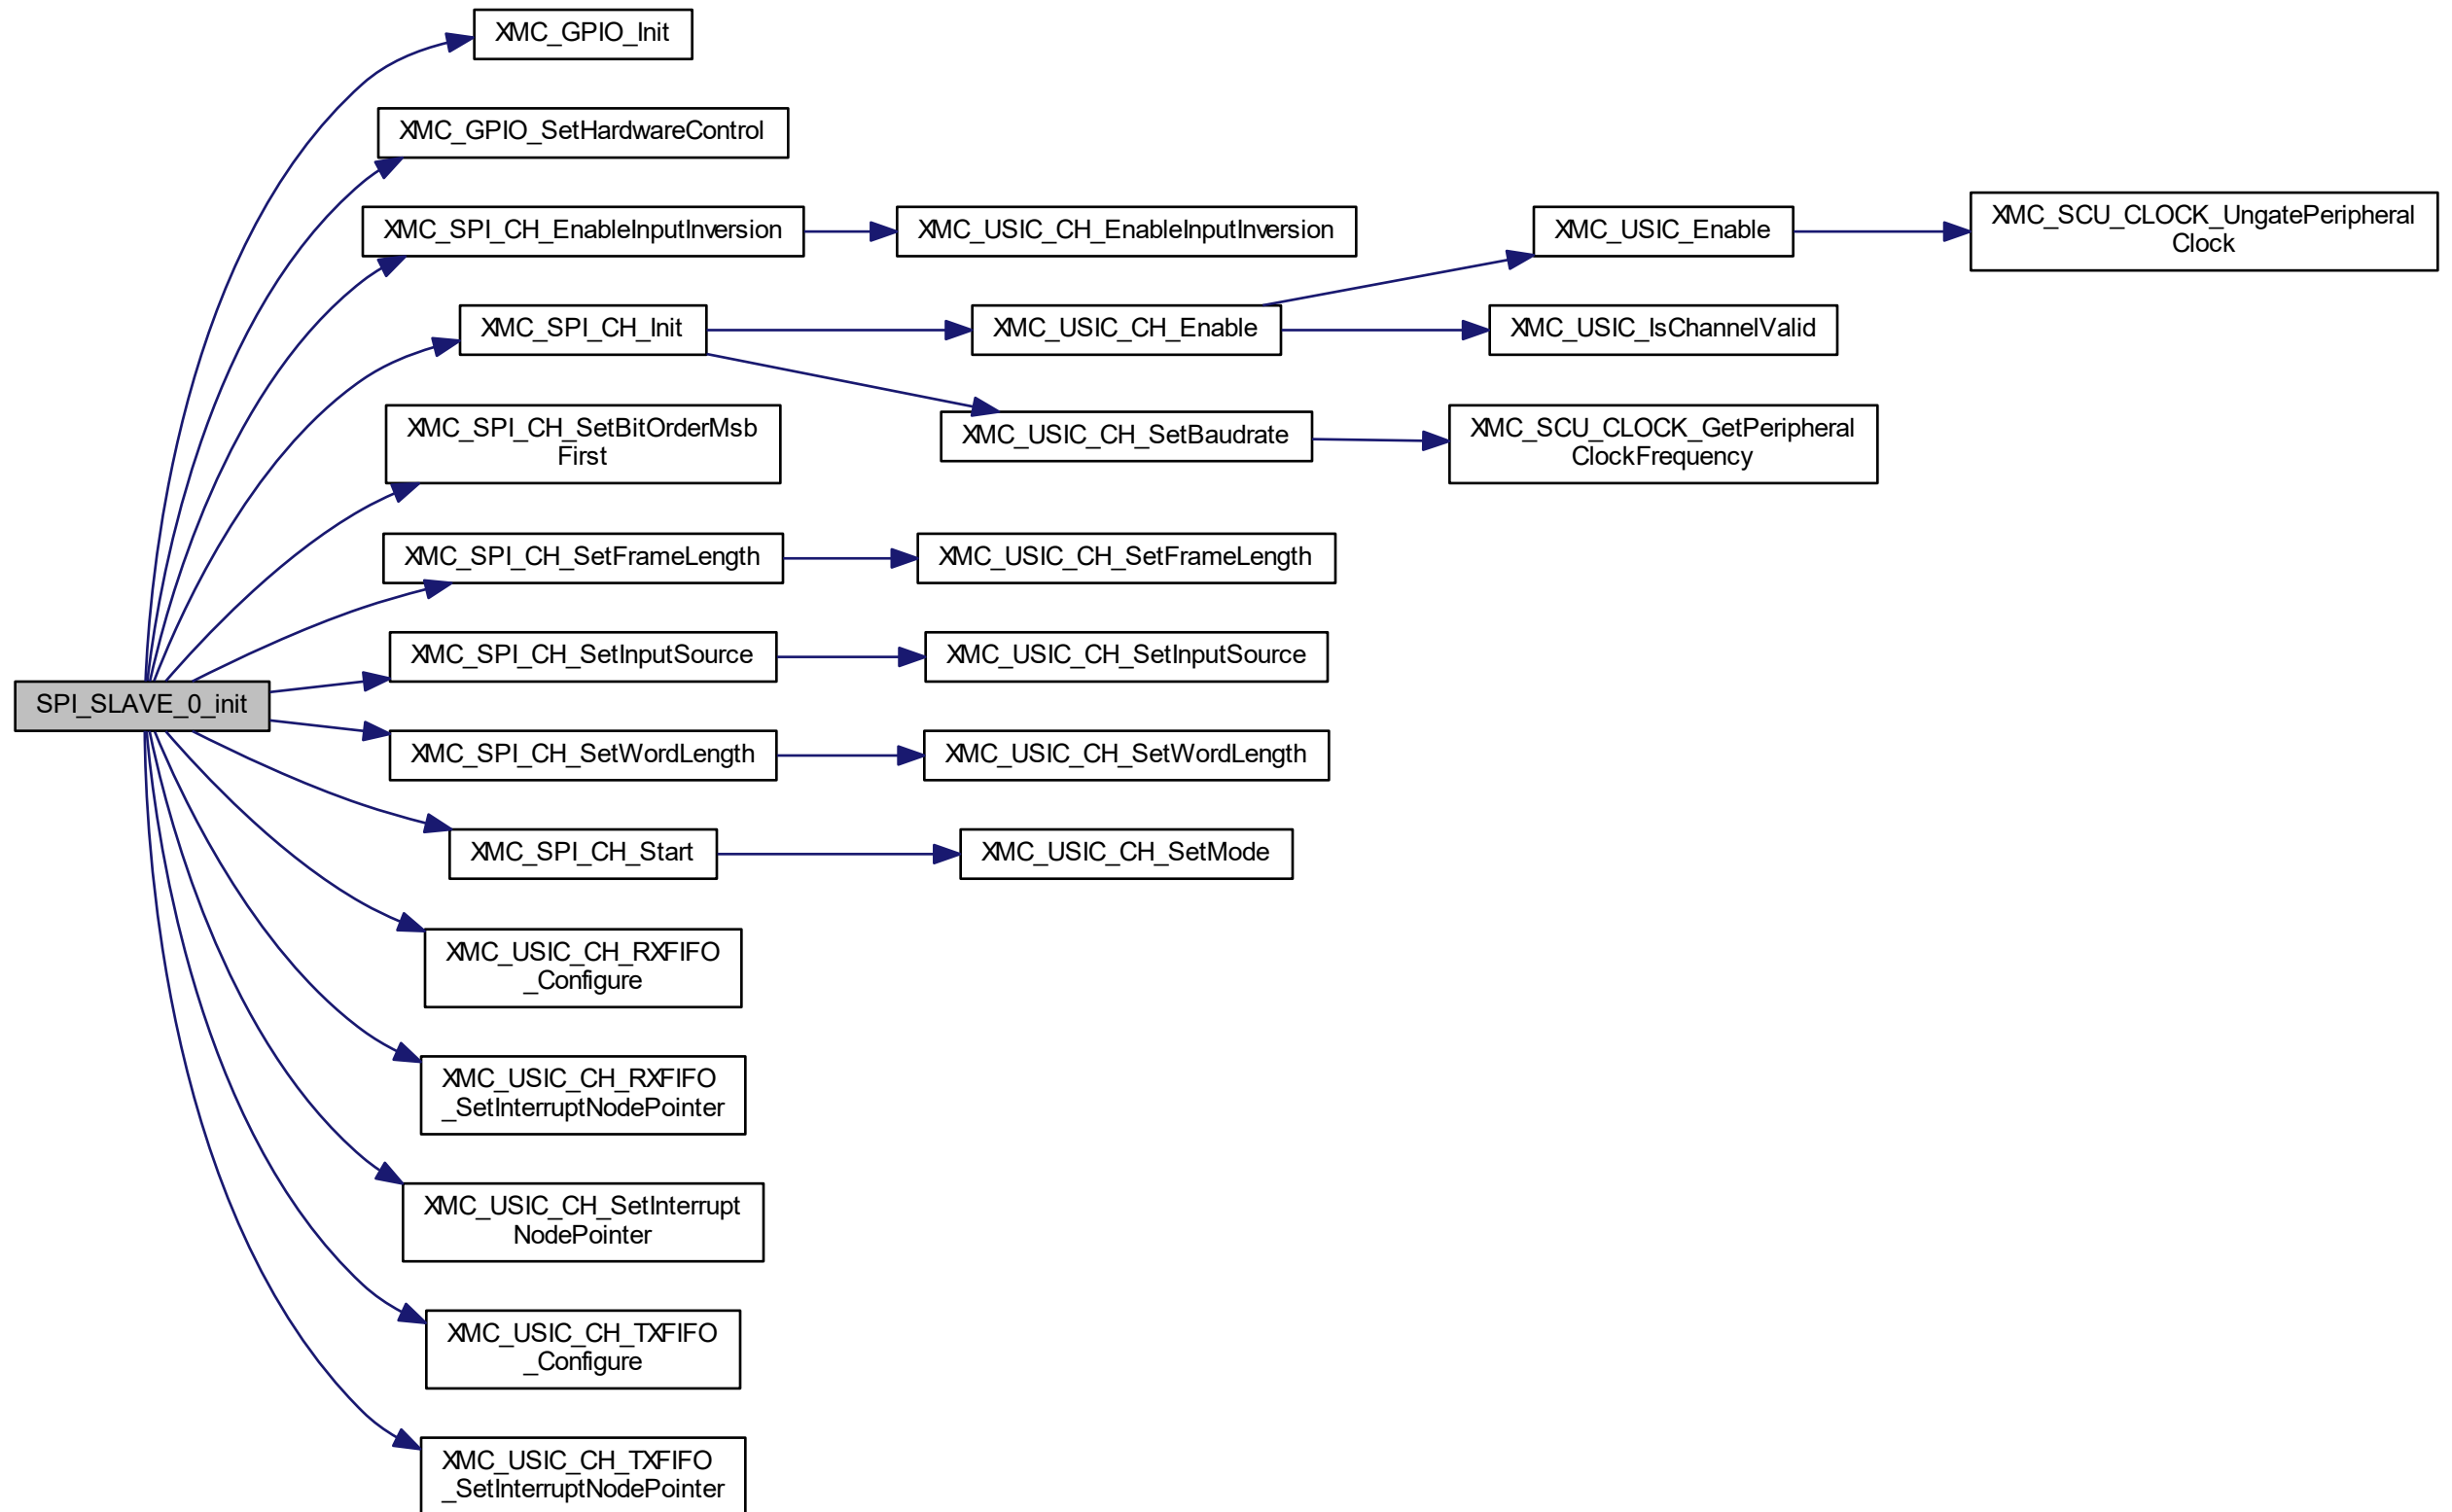 XMC_GPIO_Init
XMC_GPIO_SetHardwareControl
XMC_SPI_CH_EnableInputInversion
XMC_USIC_CH_EnableInputInversion
XMC_USIC_Enable
XMC_SCU_CLOCK_UngatePeripheral
Clock
XMC_SPI_CH_Init
XMC_USIC_CH_Enable
XMC_USIC_IsChannelValid
XMC_SPI_CH_SetBitOrderMsb
First
XMC_USIC_CH_SetBaudrate
XMC_SCU_CLOCK_GetPeripheral
ClockFrequency
XMC_SPI_CH_SetFrameLength
XMC_USIC_CH_SetFrameLength
XMC_SPI_CH_SetInputSource
XMC_USIC_CH_SetInputSource
SPI_SLAVE_0_init
XMC_SPI_CH_SetWordLength
XMC_USIC_CH_SetWordLength
XMC_SPI_CH_Start
XMC_USIC_CH_SetMode
XMC_USIC_CH_RXFIFO
_Configure
XMC_USIC_CH_RXFIFO
_SetInterruptNodePointer
XMC_USIC_CH_SetInterrupt
NodePointer
XMC_USIC_CH_TXFIFO
_Configure
XMC_USIC_CH_TXFIFO
_SetInterruptNodePointer